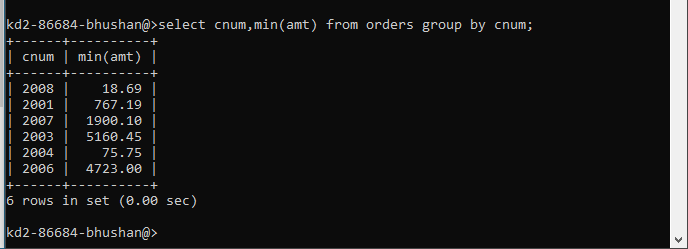 kd2-86684-bhushan@>select cnum,min(amt) from orders group by cnum;
+------+----------+
| cnum | min(amt) |
+------+----------+
| 2008 |    18.69 |
| 2001 |   767.19 |
| 2007 |  1900.10 |
| 2003 |  5160.45 |
| 2004 |    75.75 |
| 2006 |  4723.00 |
+------+----------+
6 rows in set (0.00 sec)
kd2-86684-bhushan@>